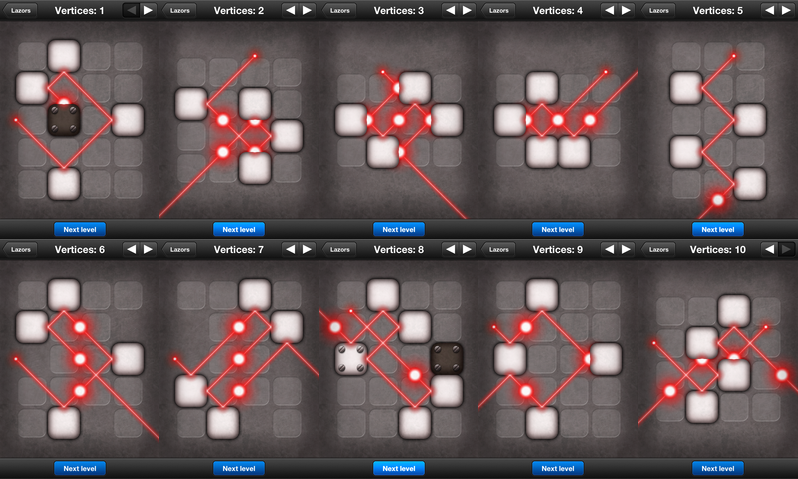 Lazors Vertices: 1
Lazors Vertices: 2
Lazors Vertices: 3
Lazors Vertices: 4
Lazors Vertices: 5
Next level
Next level
Next level
Next level
Next level
Lazors Vertices: 6
Lazors Vertices: 7
Lazors Vertices: 8
Lazors Vertices: 9
Lazors Vertices: 10
Next level
Next level
Next level
Next level
Next level